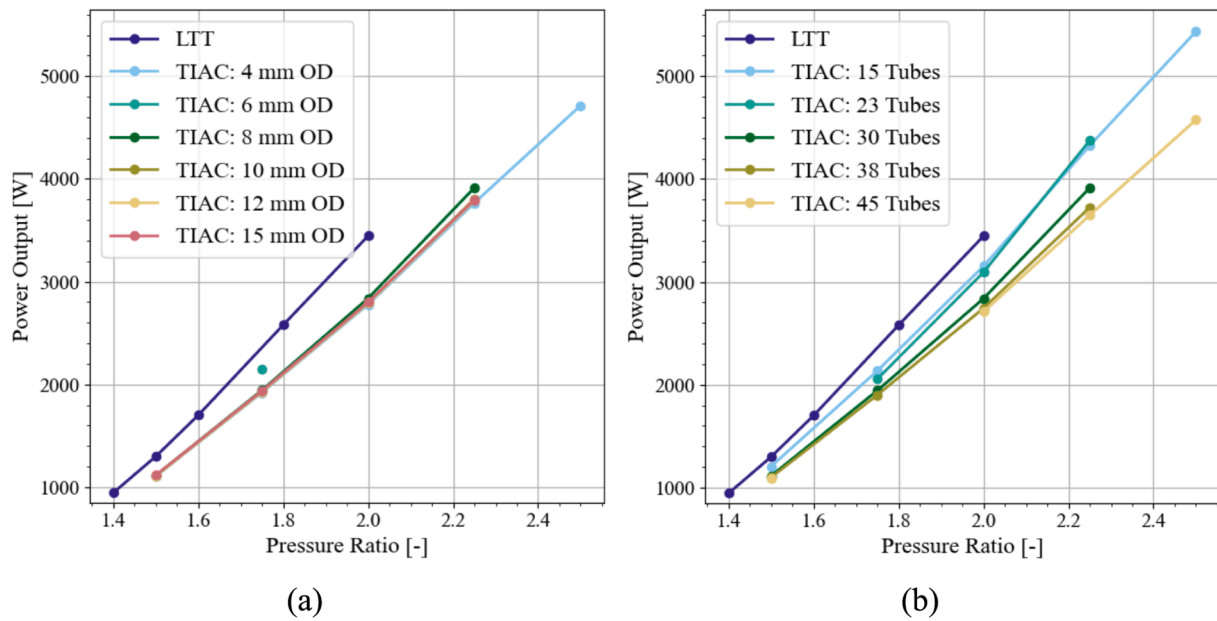 LTT
TIAC: 4 mm OD
TIAC: 6 mm OD
TIAC: 8 mm OD
TIAC: 10 mm OD
TIAC: 12 mm OD
TIAC: 15 mm OD
5000
4000
3000
2000
1000
Power Output [W]
1.4 1.6 1.8 2.0 2.2 2.4
Pressure Ratio [-]
(a)
LTT
TIAC: 15 Tubes
TIAC: 23 Tubes
TIAC: 30 Tubes
TIAC: 38 Tubes
TIAC: 45 Tubes
5000
4000
3000
2000
1000
Power Output [W]
1.4 1.6 1.8 2.0 2.2 2.4
Pressure Ratio [-]
(b)